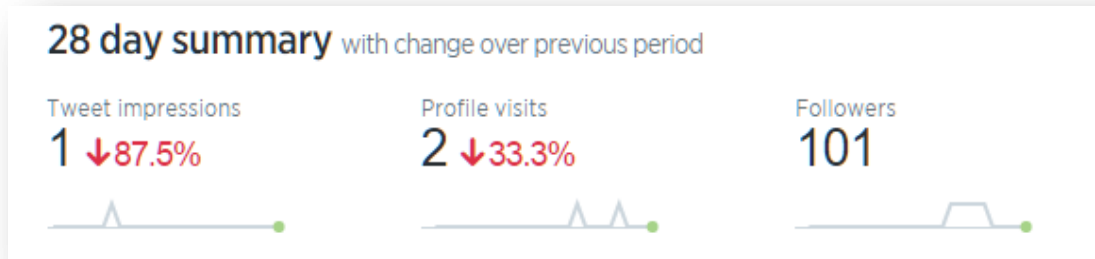 28 day summary with change over previous period
Tweet impressions Profile visits Followers
1 ↓87.5% 2 ↓33.3% 101